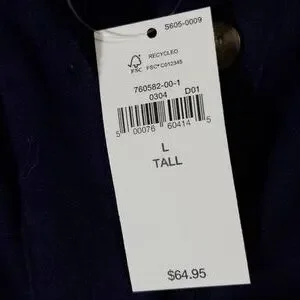 S605-0009
FSC
RECYCLED
FSC® C012345
760582-00-1
0304 D01
5 00076 60414 5
L
TALL
$64.95